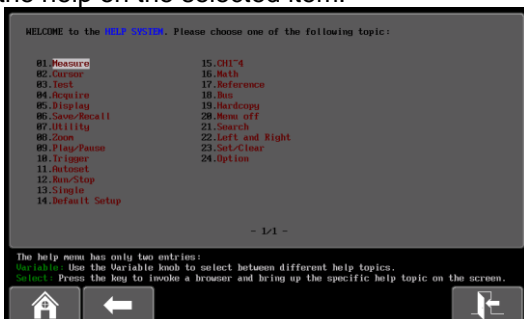 the help on the selected item.
WELCOME to the HELP SYSTEM. Please choose one of the following topic:
01.Measure
02.Cursor
03.Test
04.Acquire
05.Display
06.Save/Recall
07.Utility
08.Zoom
09.Play/Pause
10.Trigger
11.Autoset
12.Run/Stop
13.Single
14.Default Setup
15.CH1~4
16.Math
17.Reference
18.Bus
19.Hardcopy
20.Menu off
21.Search
22.Left and Right
23.Set/Clear
24.Option
- 1/1 -
The help menu has only two entries:
Variable: Use the Variable knob to select between different help topics.
Select: Press the key to invoke a browser and bring up the specific help topic on the screen.